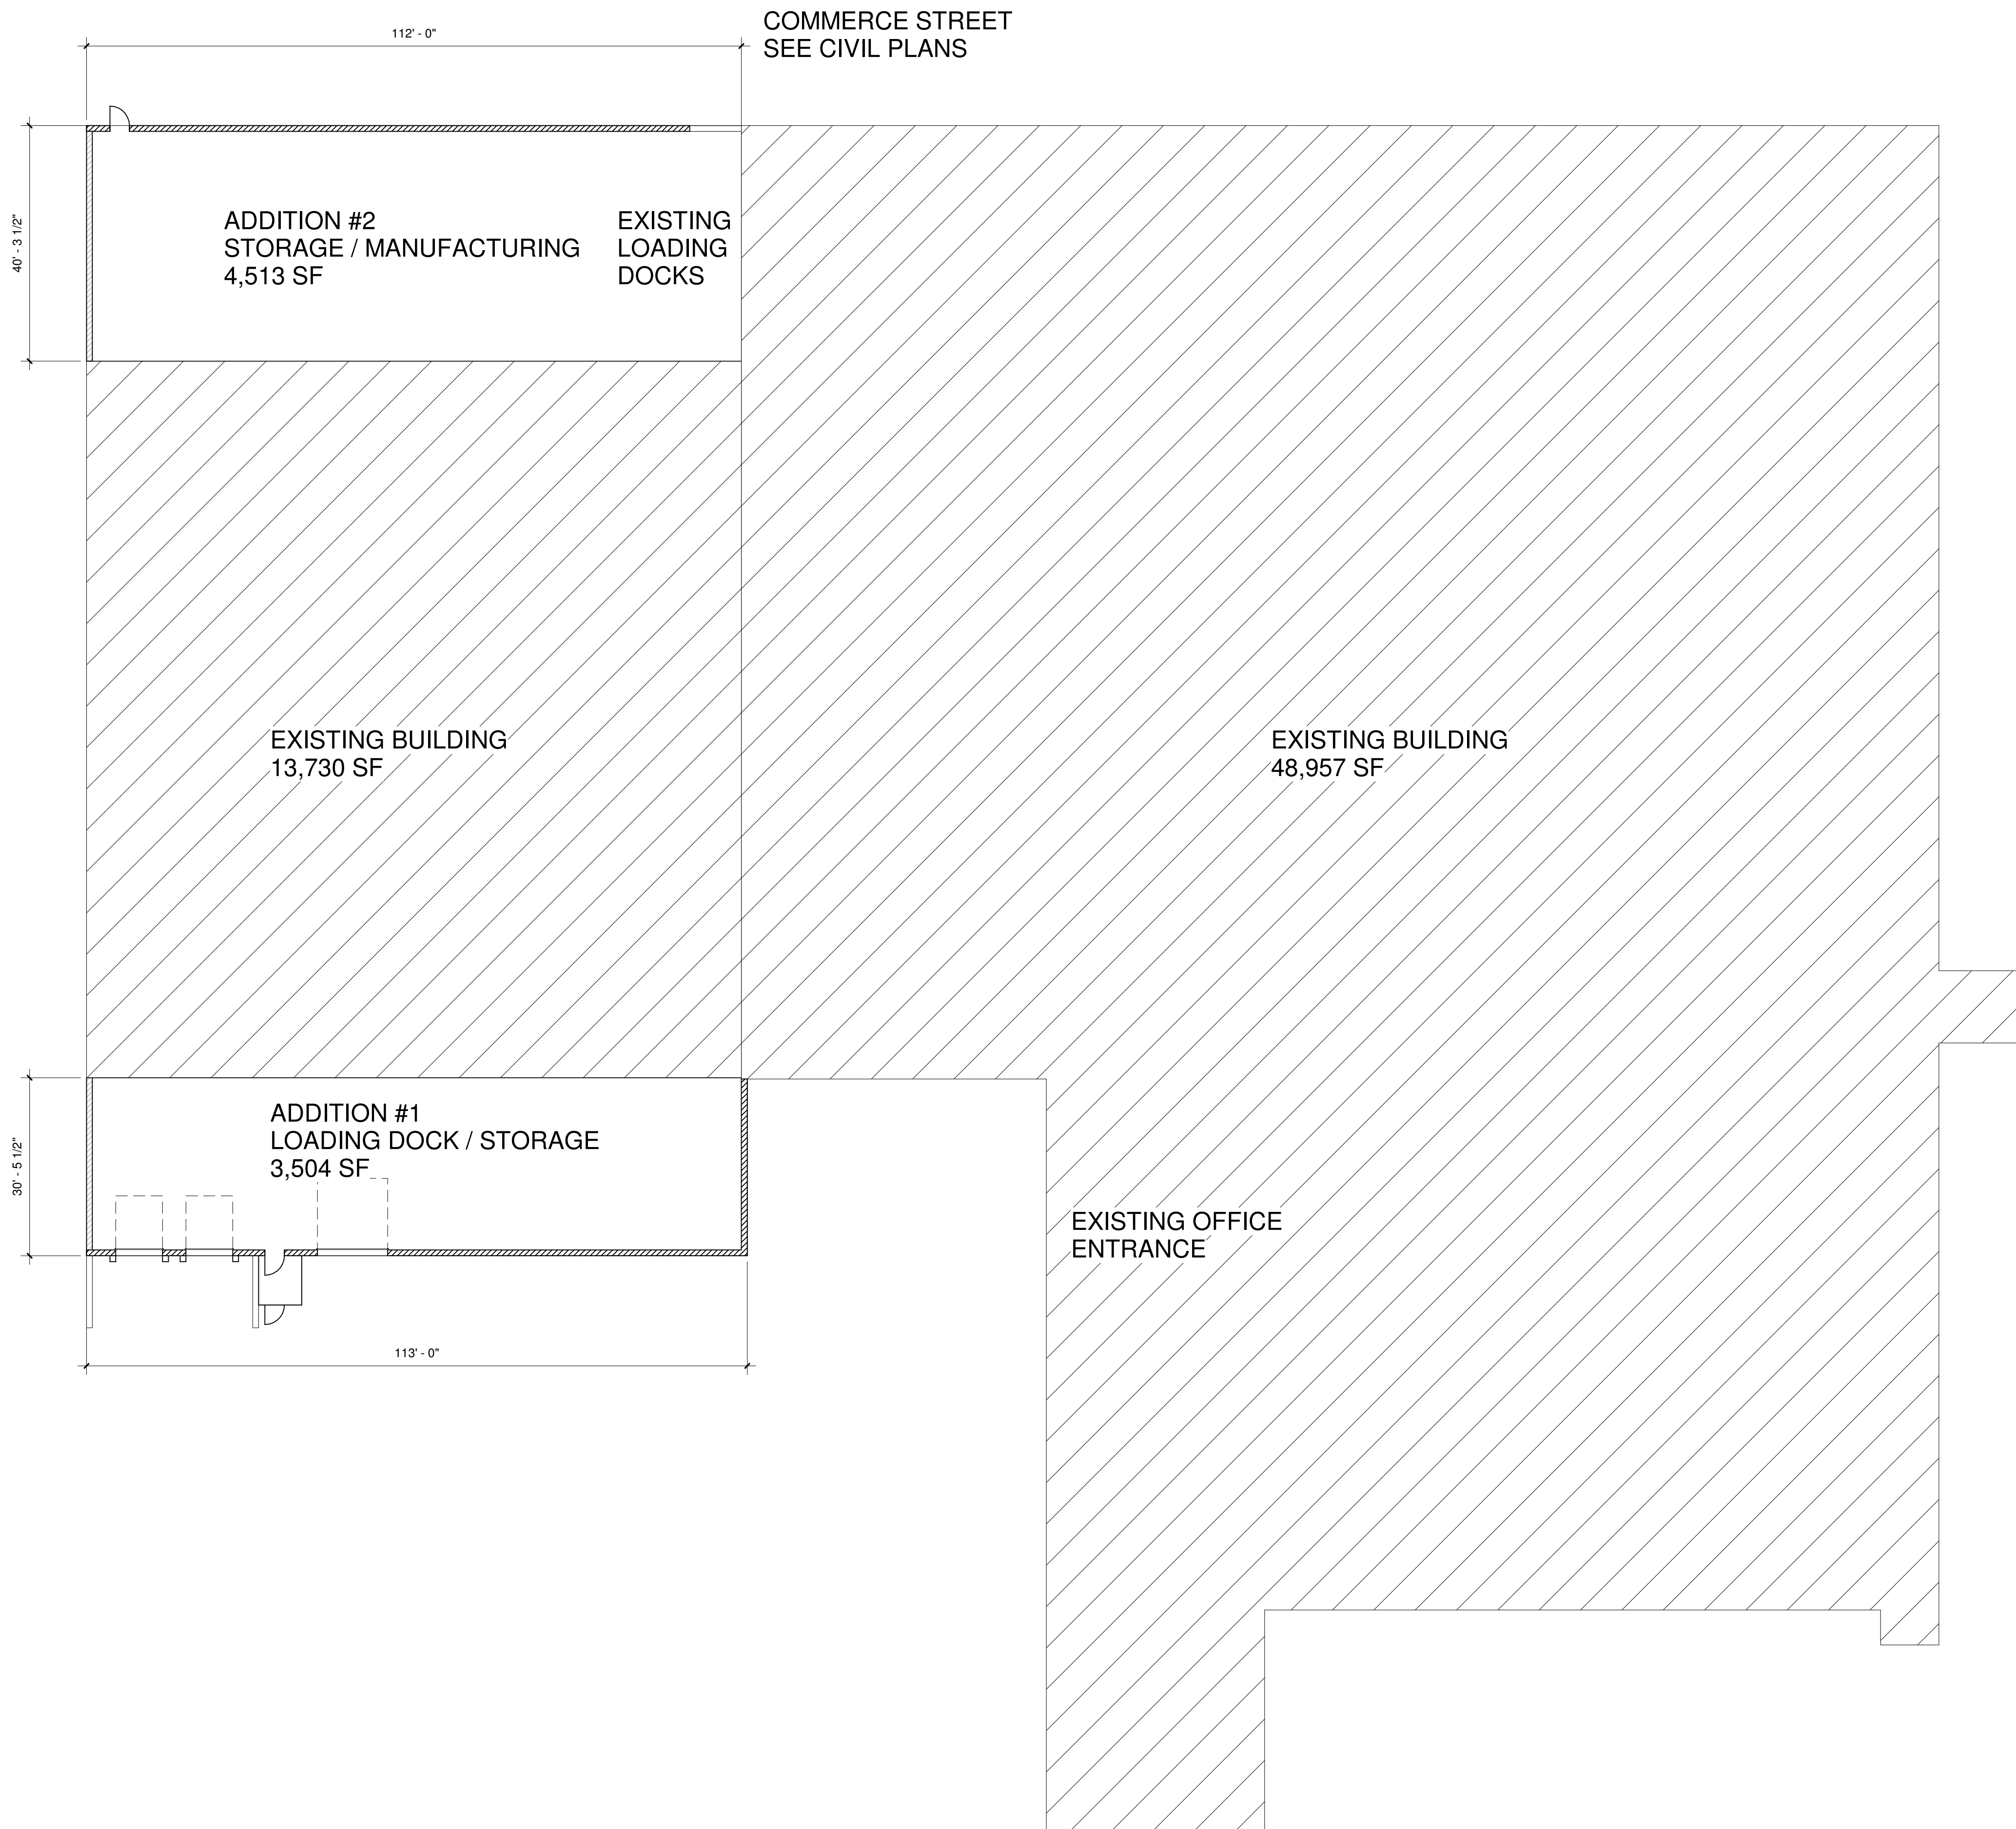 COMMERCE STREET
SEE CIVIL PLANS
112' - 0"
40' - 3 1/2"
ADDITION #2
STORAGE / MANUFACTURING
4,513 SF
EXISTING
LOADING
DOCKS
EXISTING BUILDING
13,730 SF
EXISTING BUILDING
48,957 SF
30' - 5 1/2"
ADDITION #1
LOADING DOCK / STORAGE
3,504 SF
EXISTING OFFICE
ENTRANCE
113' - 0"